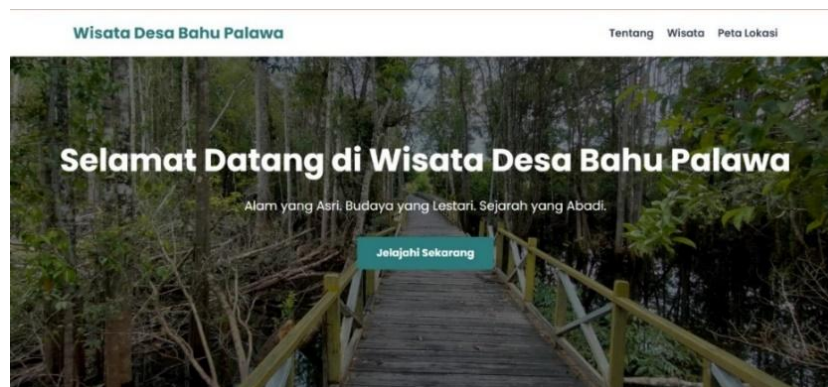 Wisata Desa Bahu Palawa
Tentang Wisata Peta Lokasi
Selamat Datang di Wisata Desa Bahu Palawa
Alam yang Asri. Budaya yang Lestari. Sejarah yang Abadi.
Jelajahi Sekarang